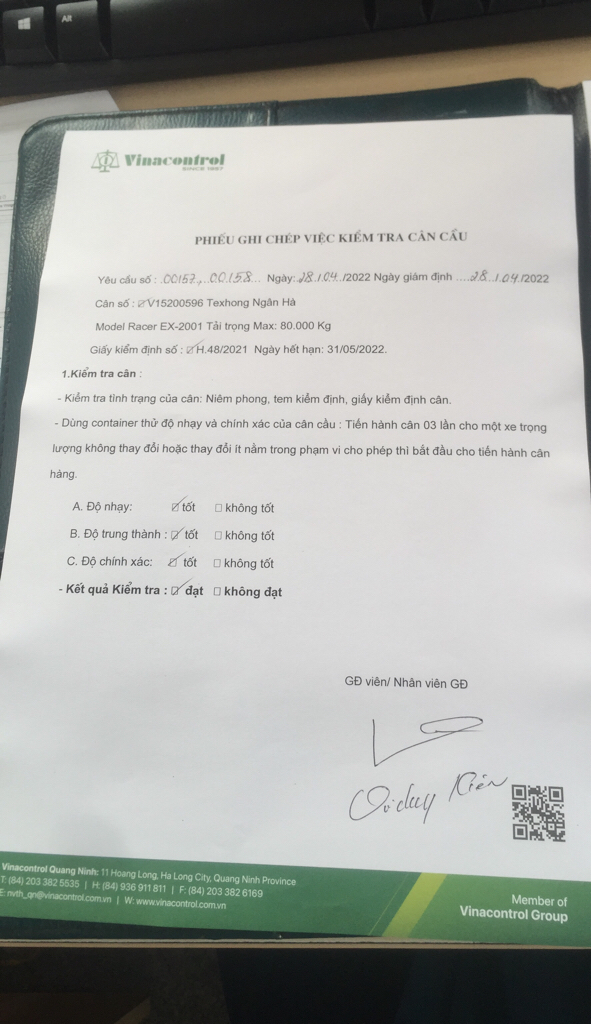 Alt
Vinacontrol
SINCE 1957
PHIẾU GHI CHÉP VIỆC KIỂM TRA CÂN CẦU
Yêu cầu số : 00157, 00158... Ngày: 28./04../2022 Ngày giám định ....28../04/2022
Cân số : ☑V15200596 Texhong Ngân Hà
Model Racer EX-2001 Tải trọng Max: 80.000 Kg
Giấy kiểm định số : ☑H.48/2021 Ngày hết hạn: 31/05/2022.
1.Kiểm tra cân :
- Kiểm tra tình trạng của cân: Niêm phong, tem kiểm định, giấy kiểm định cân.
- Dùng container thử độ nhạy và chính xác của cân cầu : Tiến hành cân 03 lần cho một xe trọng
lượng không thay đổi hoặc thay đổi ít nằm trong phạm vi cho phép thì bắt đầu cho tiến hành cân
hàng.
A. Độ nhạy: ☑ tốt ☐ không tốt
B. Độ trung thành : ☑ tốt ☐ không tốt
C. Độ chính xác: ☑ tốt ☐ không tốt
- Kết quả Kiểm tra : ☑ đạt ☐ không đạt
GĐ viên/ Nhân viên GĐ
Vũ duy Kiên
Vinacontrol Quang Ninh: 11 Hoang Long, Ha Long City, Quang Ninh Province
T: (84) 203 382 5535 | H: (84) 936 911 811 | F: (84) 203 382 6169
E: nvth_qn@vinacontrol.com.vn | W: www.vinacontrol.com.vn
Member of
Vinacontrol Group